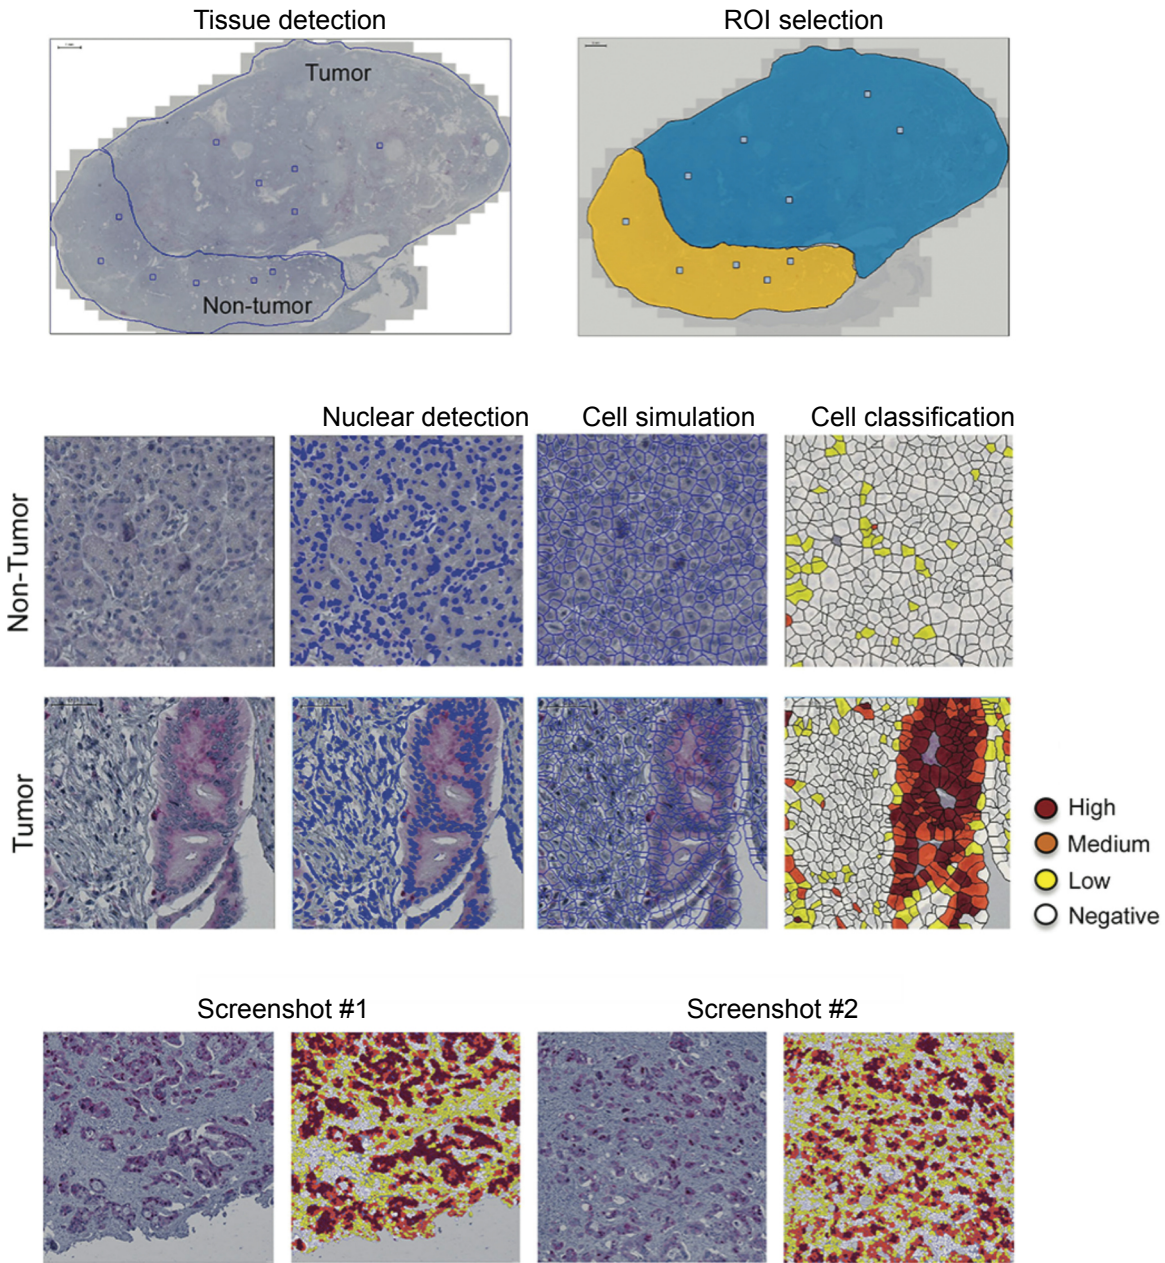 Tissue detection
ROI selection
Tumor
Non-tumor
Nuclear detection
Cell simulation
Cell classification
Non-Tumor
Tumor
High
Medium
Low
Negative
Screenshot #1
Screenshot #2